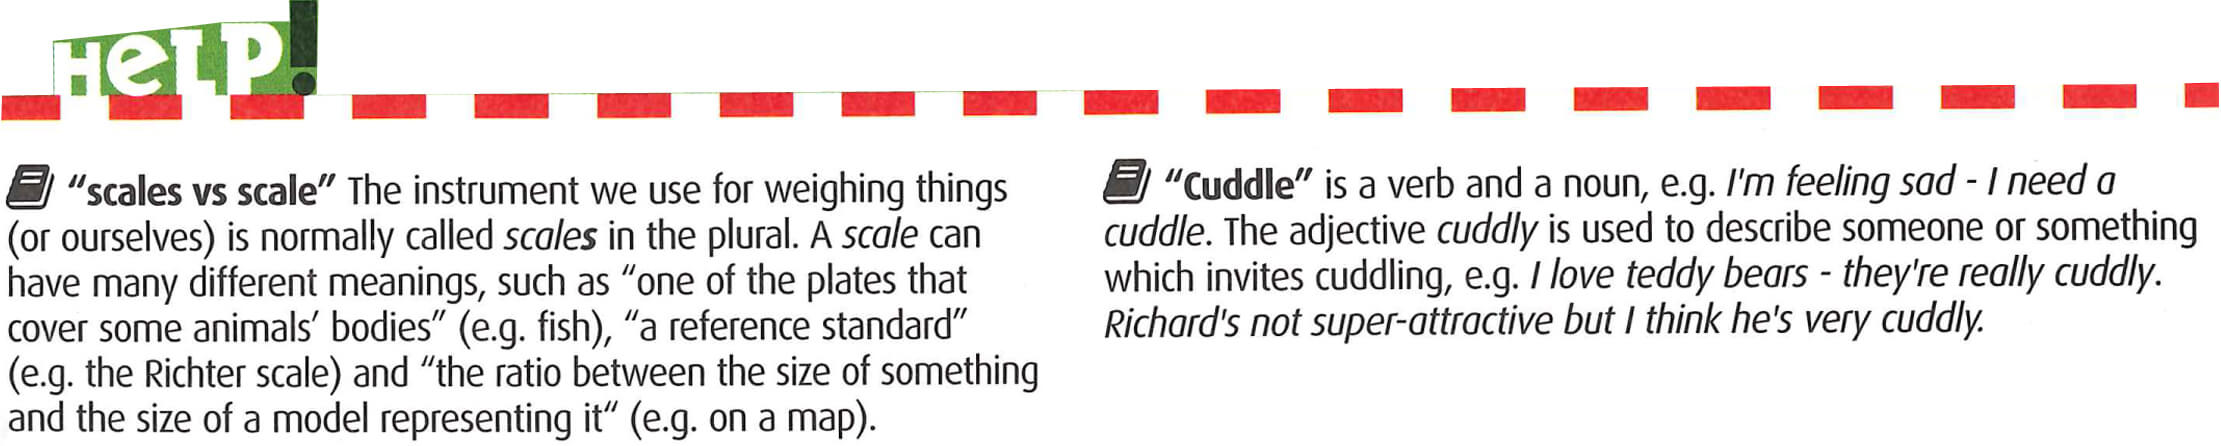 HELP!
“scales vs scale” The instrument we use for weighing things
(or ourselves) is normally called scales in the plural. A scale can
have many different meanings, such as “one of the plates that
cover some animals’ bodies” (e.g. fish), “a reference standard”
(e.g. the Richter scale) and “the ratio between the size of something
and the size of a model representing it” (e.g. on a map).
“Cuddle” is a verb and a noun, e.g. I'm feeling sad - I need a
cuddle. The adjective cuddly is used to describe someone or something
which invites cuddling, e.g. I love teddy bears - they're really cuddly.
Richard's not super-attractive but I think he's very cuddly.